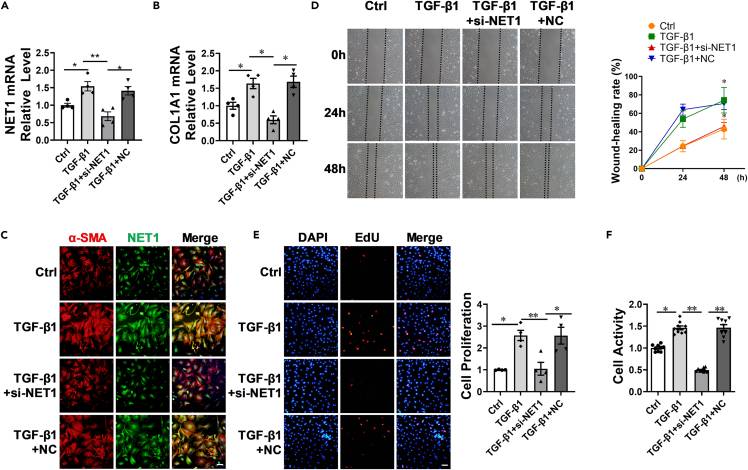 A
NET1 mRNA
Relative Level
2.5
2.0
1.5
1.0
0.5
0.0
*
**
*
Ctrl
TGF-β1
TGF-β1+si-NET1
TGF-β1+NC
B
COL1A1 mRNA
Relative Level
2.5
2.0
1.5
1.0
0.5
0.0
*
*
*
Ctrl
TGF-β1
TGF-β1+si-NET1
TGF-β1+NC
D
Ctrl
TGF-β1
TGF-β1
+si-NET1
TGF-β1
+NC
0h
24h
48h
Ctrl
TGF-β1
TGF-β1+si-NET1
TGF-β1+NC
Wound-healing rate (%)
100
80
60
40
20
0
*
*
0
24
48
(h)
C
α-SMA
NET1
Merge
Ctrl
TGF-β1
TGF-β1
+si-NET1
TGF-β1
+NC
E
DAPI
EdU
Merge
Ctrl
TGF-β1
TGF-β1
+si-NET1
TGF-β1
+NC
Cell Proliferation
4
3
2
1
0
*
**
*
Ctrl
TGF-β1
TGF-β1+si-NET1
TGF-β1+NC
F
Cell Activity
2.0
1.5
1.0
0.5
0.0
*
**
**
Ctrl
TGF-β1
TGF-β1+si-NET1
TGF-β1+NC